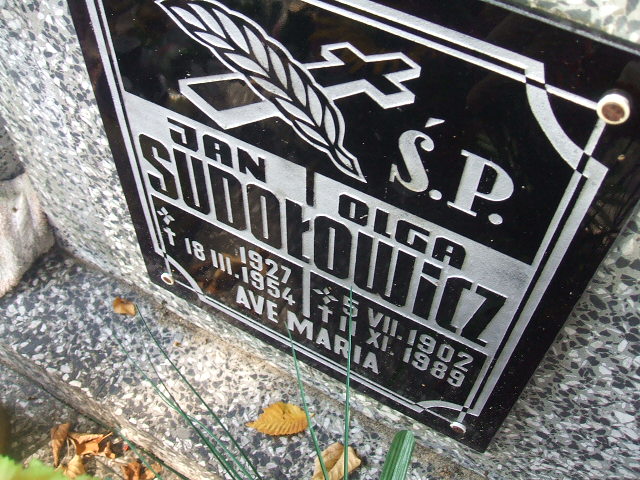 Ś.P.
JAN OLGA
SUDOŁOWICZ
1927 5 VII.1902
18 III.1954 11 XI.1989
AVE MARIA